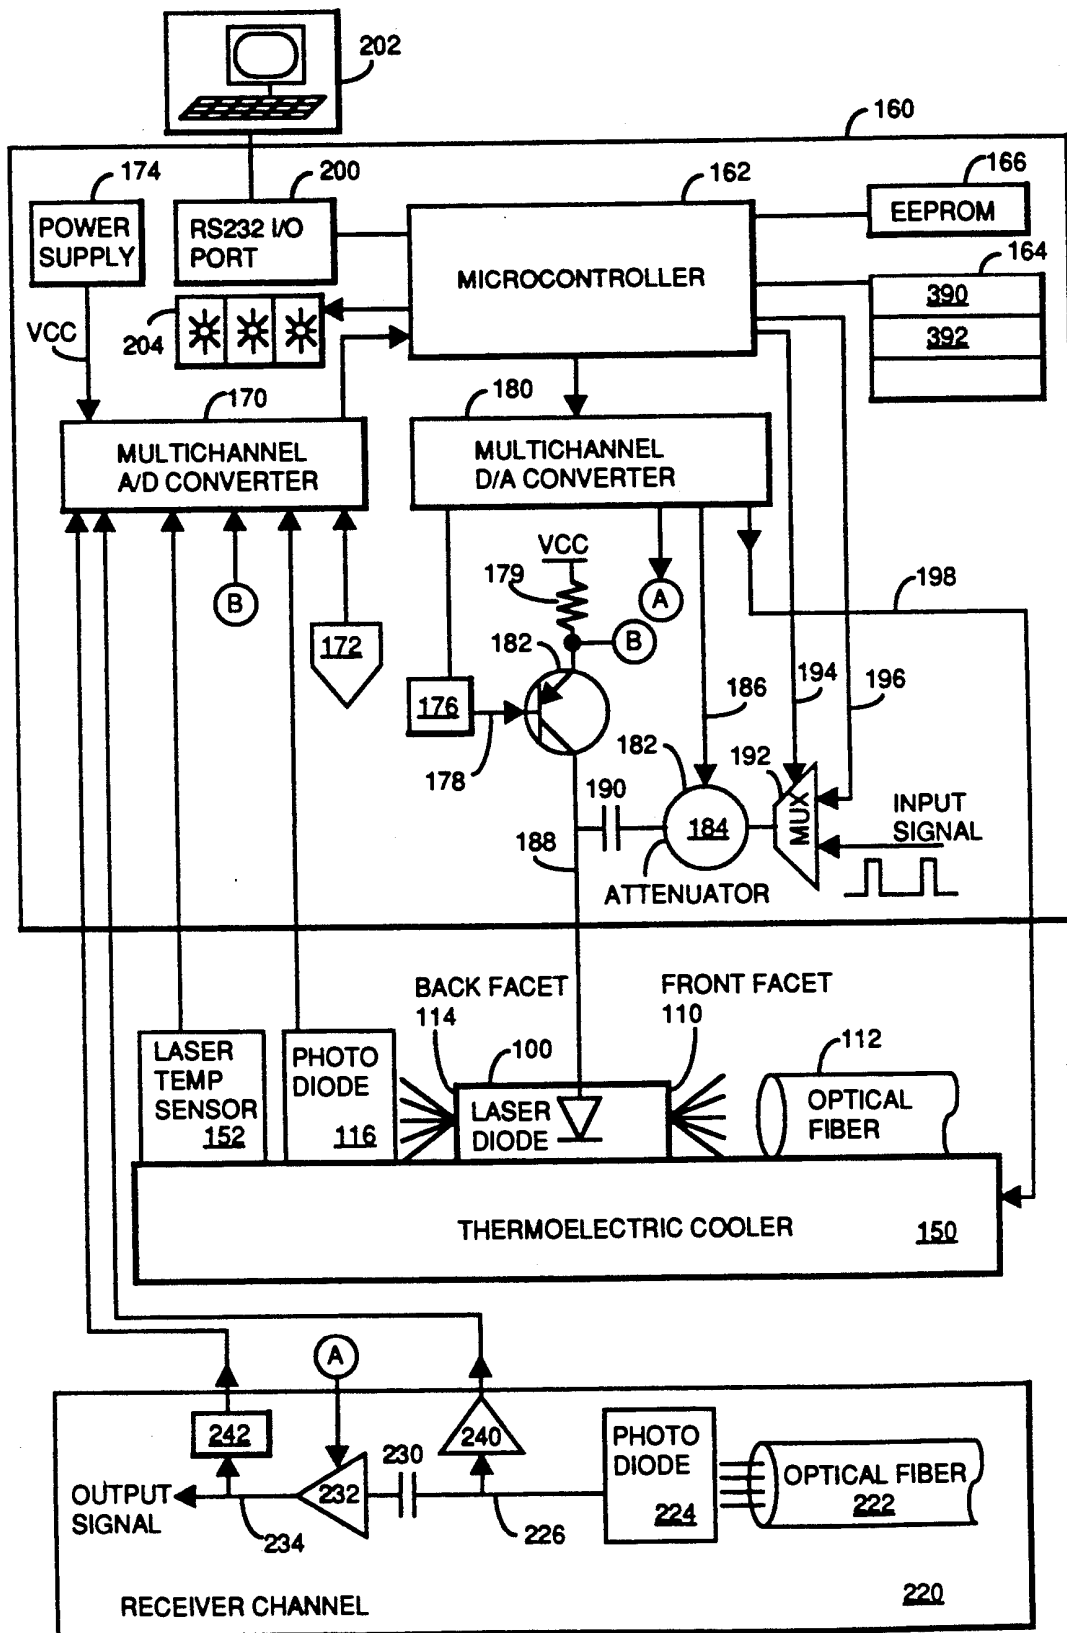 202
160
174
200
162
166
POWER
SUPPLY
RS232 I/O
PORT
MICROCONTROLLER
EEPROM
164
390
392
204
VCC
170
180
MULTICHANNEL
A/D CONVERTER
MULTICHANNEL
D/A CONVERTER
VCC
179
A
B
198
B
172
182
176
178
186
194
196
182
192
190
184
MUX
INPUT
SIGNAL
188
ATTENUATOR
BACK FACET
114
FRONT FACET
110
100
112
LASER
TEMP
SENSOR
152
PHOTO
DIODE
116
LASER
DIODE
OPTICAL
FIBER
THERMOELECTRIC COOLER
150
A
242
240
230
232
PHOTO
DIODE
224
OPTICAL FIBER
222
OUTPUT
SIGNAL
234
226
RECEIVER CHANNEL
220